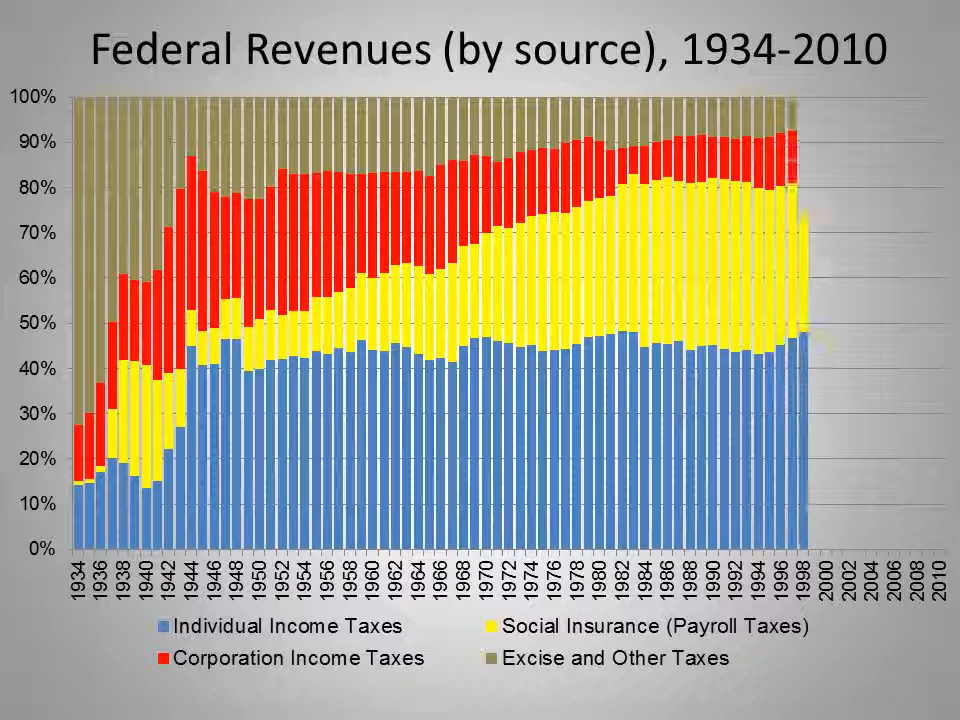 Federal Revenues (by source), 1934-2010
100%
90%
80%
70%
60%
50%
40%
30%
20%
10%
0%
1934 1936 1938 1940 1942 1944 1946 1948 1950 1952 1954 1956 1958 1960 1962 1964 1966 1968 1970 1972 1974 1976 1978 1980 1982 1984 1986 1988 1990 1992 1994 1996 1998 2000 2002 2004 2006 2008 2010
Individual Income Taxes Social Insurance (Payroll Taxes)
Corporation Income Taxes Excise and Other Taxes